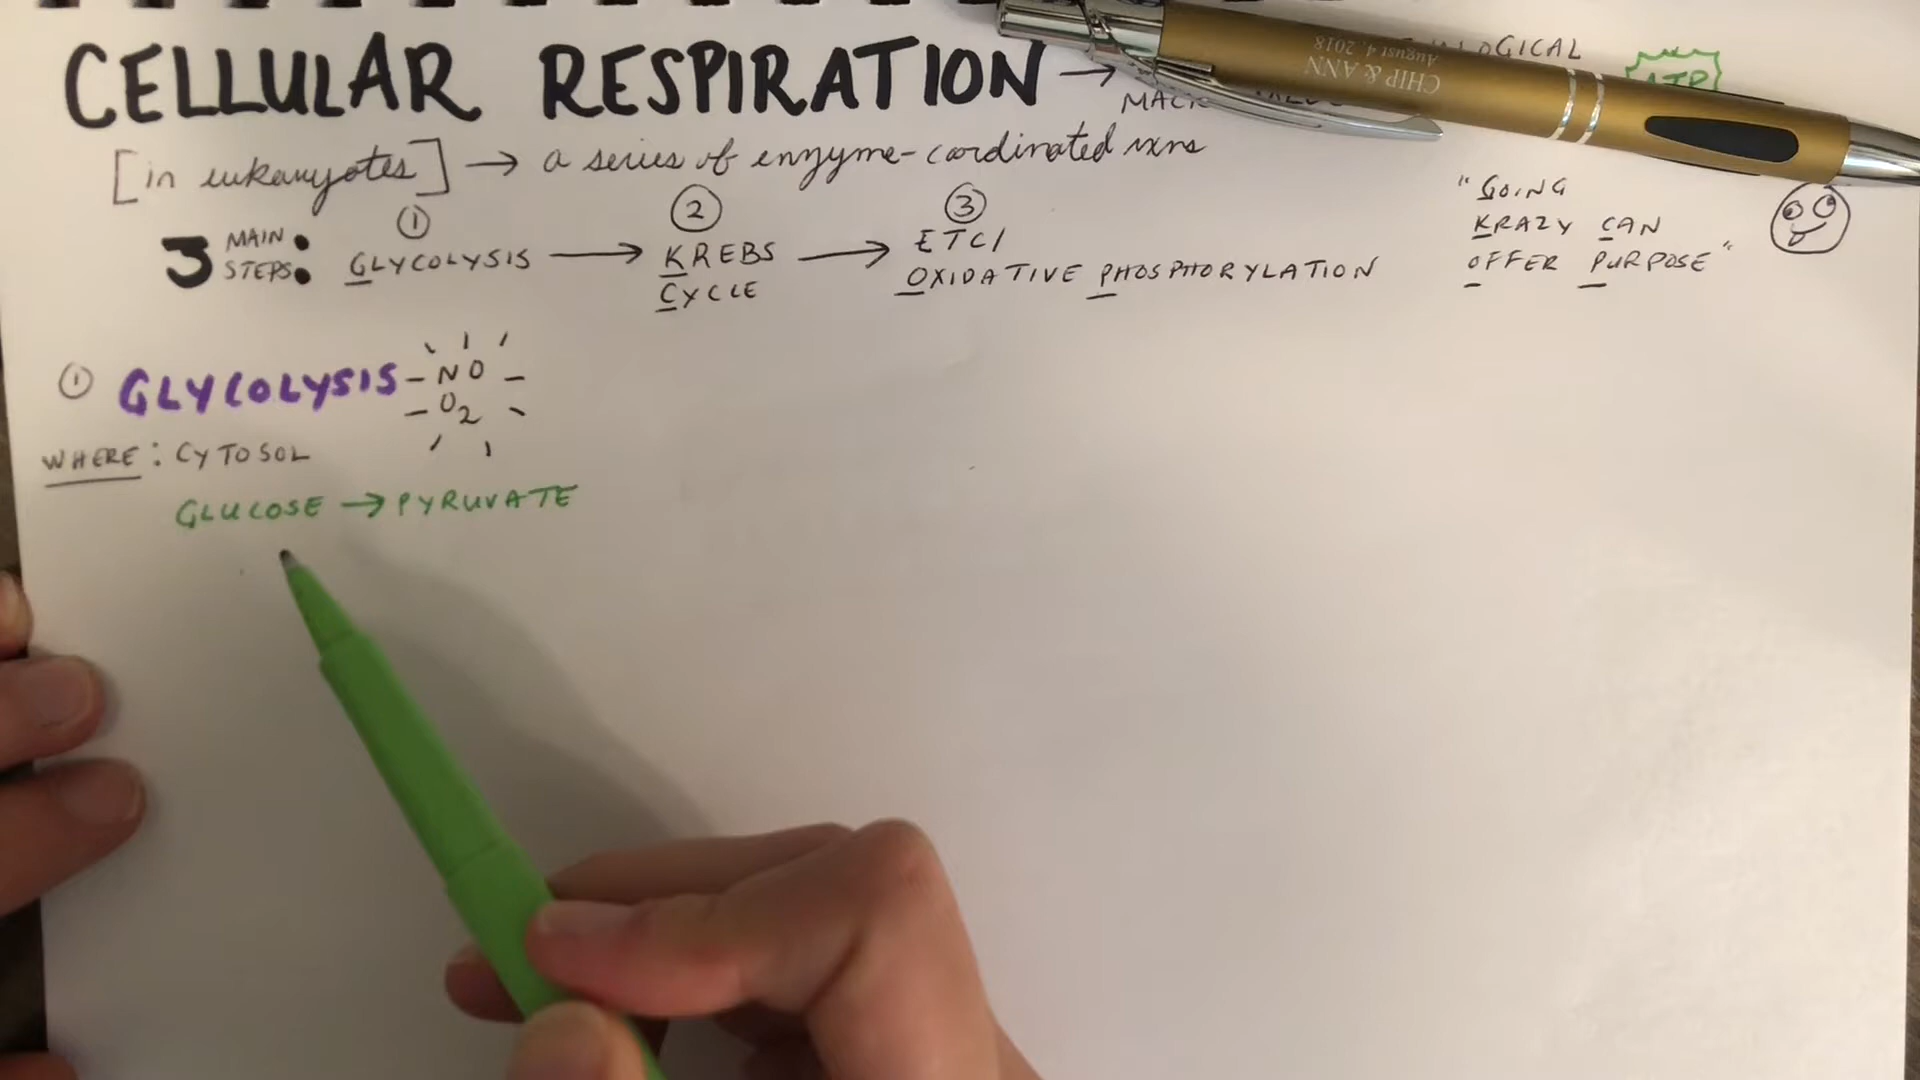 CELLULAR RESPIRATION →
ATP
[in eukaryotes] → a series of enzyme-cordinated rxns
3 MAIN STEPS:
① GLYCOLYSIS → ② KREBS CYCLE → ③ ETC/ OXIDATIVE PHOSPHORYLATION
"GOING
KRAZY CAN
OFFER PURPOSE"
① GLYCOLYSIS
NO
O2
WHERE: CYTOSOL
GLUCOSE → PYRUVATE
CHIP & ANN
August 4, 2018